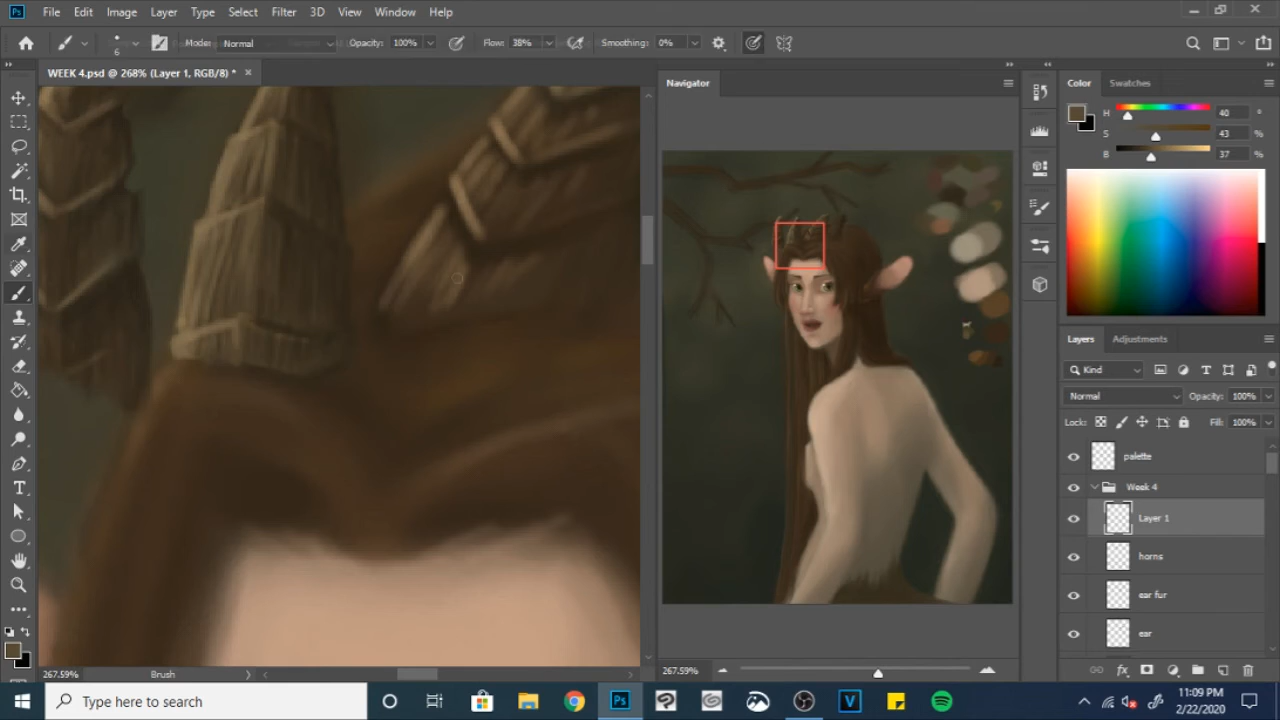 Ps File Edit Image Layer Type Select Filter 3D View Window Help
6 Mode: Normal Opacity: 100% Flow: 38% Smoothing: 0%
WEEK 4.psd @ 268% (Layer 1, RGB/8) *
Navigator
Color Swatches
H 40 °
S 43 %
B 37 %
Layers Adjustments
Kind
Normal Opacity: 100%
Lock: Fill: 100%
palette
Week 4
Layer 1
horns
ear fur
ear
267.59% Brush
267.59%
Type here to search
Ps
V
11:09 PM
2/22/2020